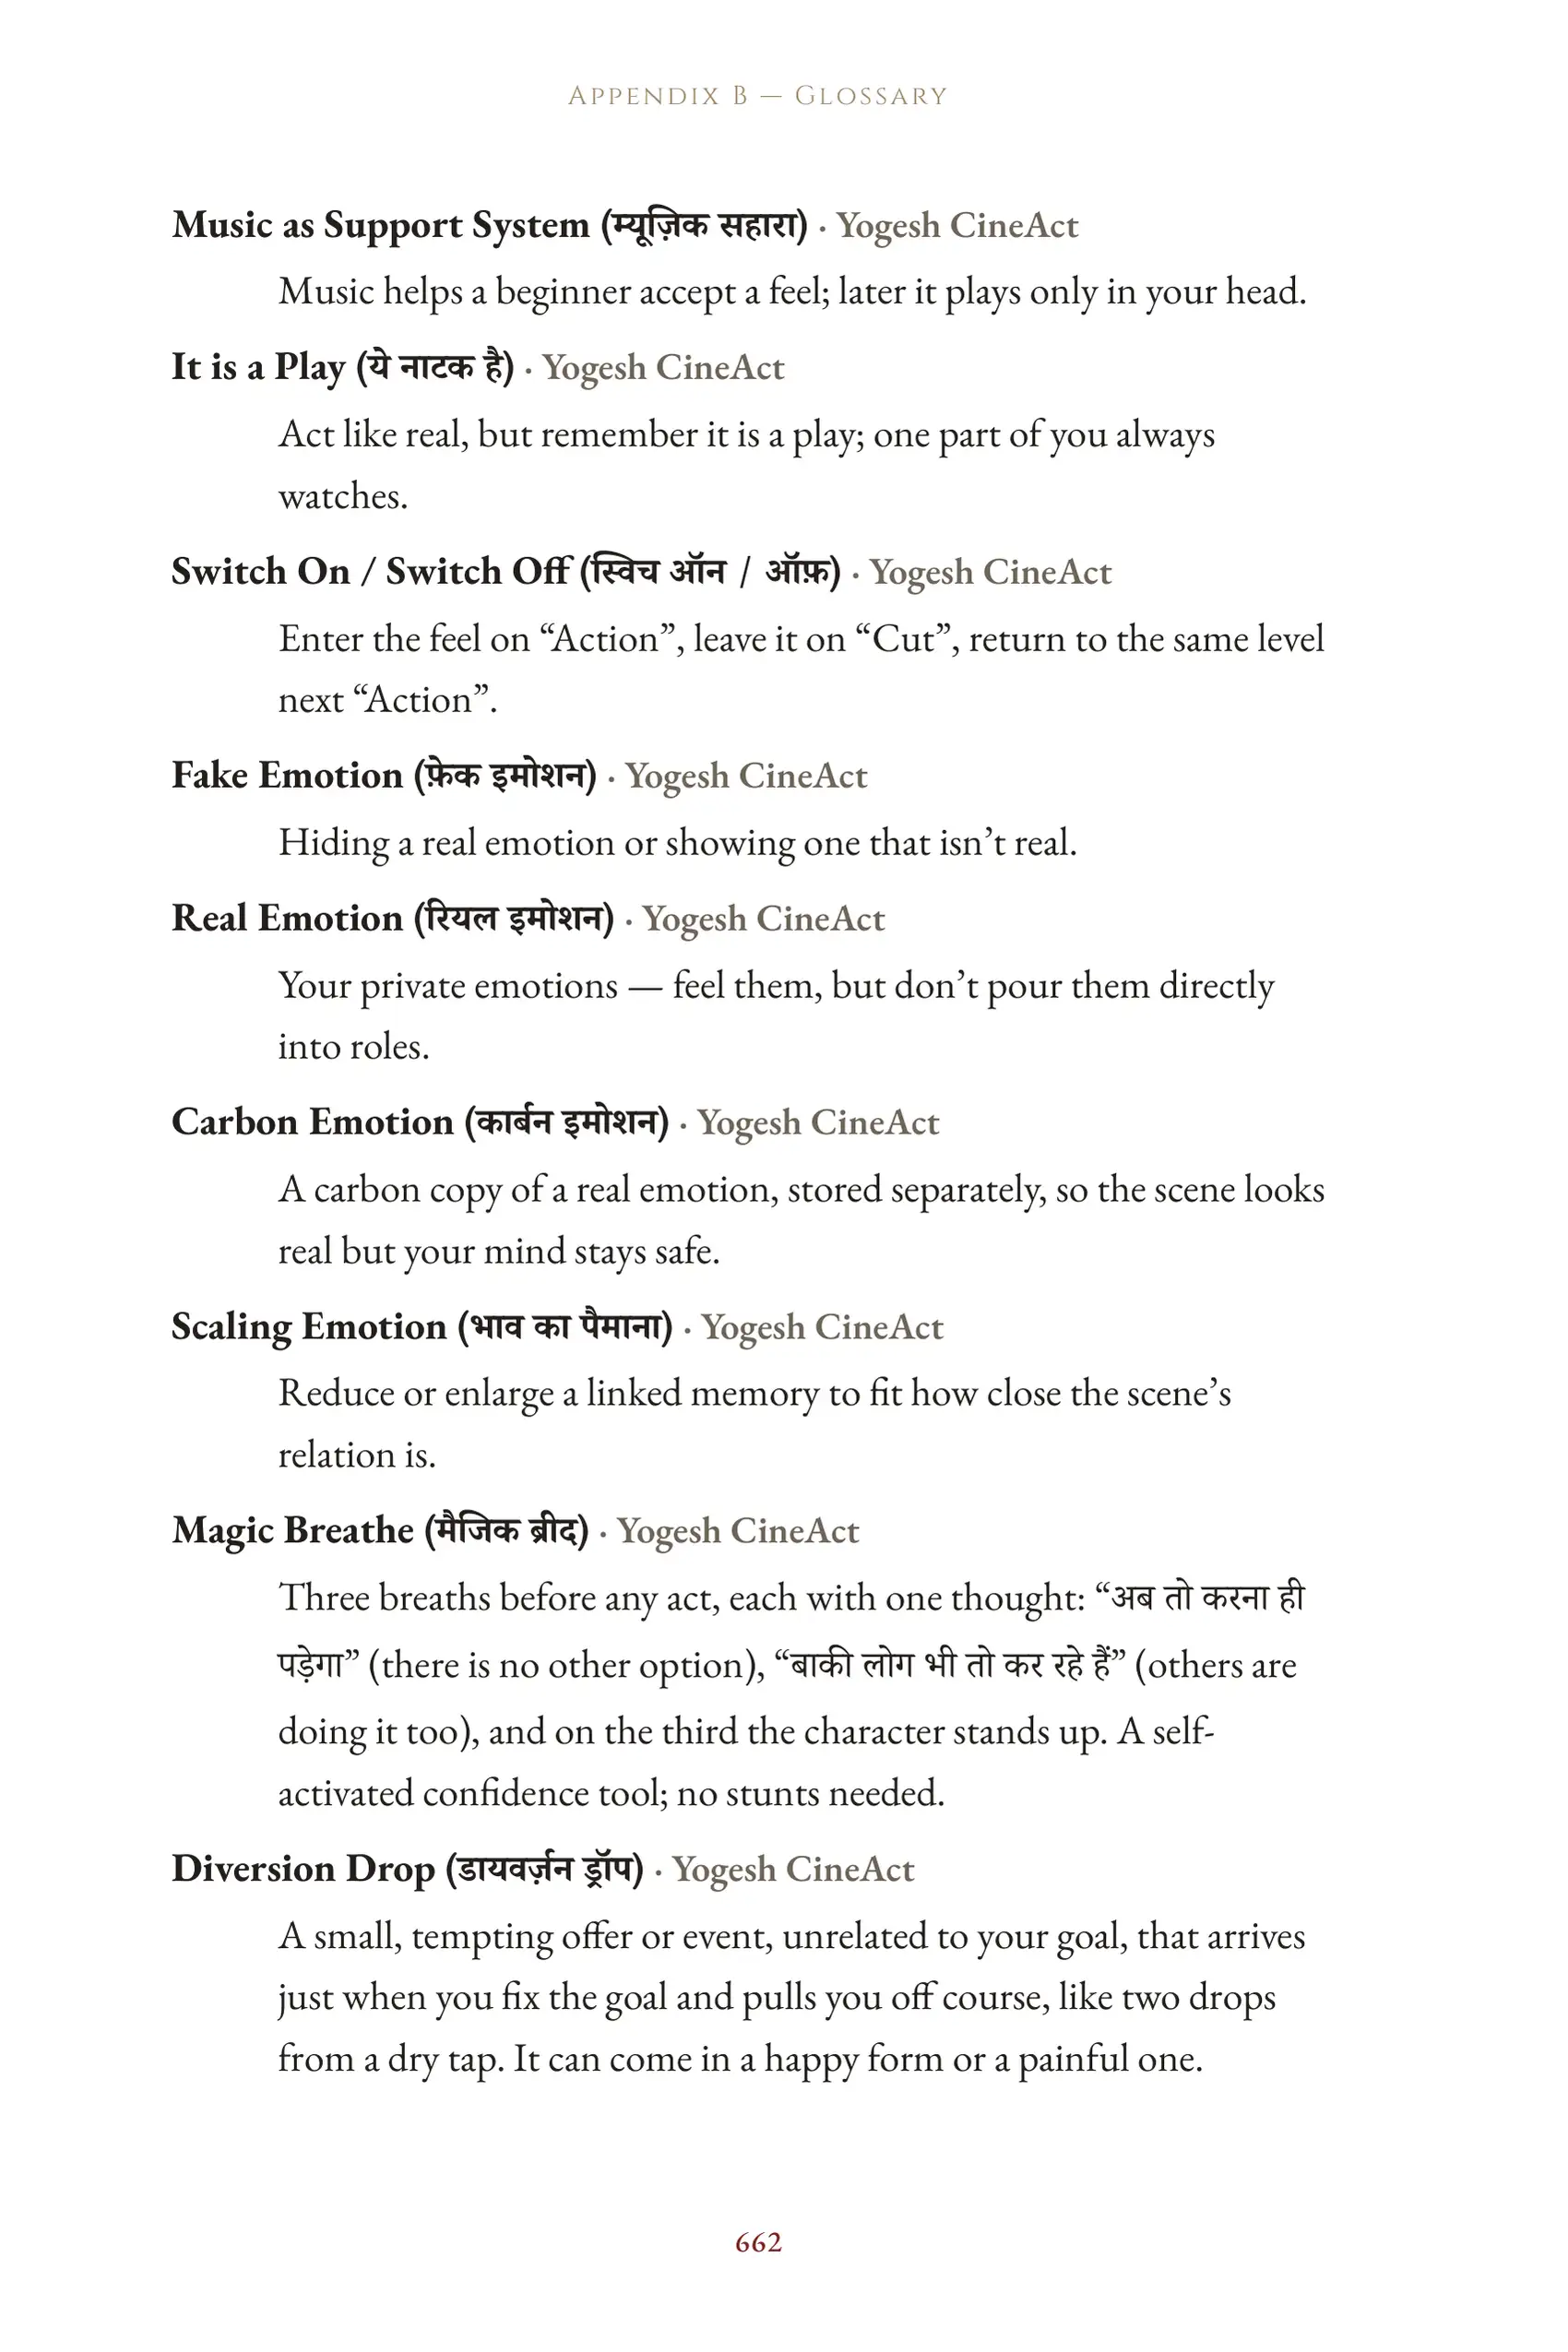 APPENDIX B — GLOSSARY
Music as Support System (म्यूज़िक सहारा) · Yogesh CineAct
Music helps a beginner accept a feel; later it plays only in your head.
It is a Play (ये नाटक है) · Yogesh CineAct
Act like real, but remember it is a play; one part of you always
watches.
Switch On / Switch Off (स्विच ऑन / ऑफ़) · Yogesh CineAct
Enter the feel on “Action”, leave it on “Cut”, return to the same level
next “Action”.
Fake Emotion (फ़ेक इमोशन) · Yogesh CineAct
Hiding a real emotion or showing one that isn’t real.
Real Emotion (रियल इमोशन) · Yogesh CineAct
Your private emotions — feel them, but don’t pour them directly
into roles.
Carbon Emotion (कार्बन इमोशन) · Yogesh CineAct
A carbon copy of a real emotion, stored separately, so the scene looks
real but your mind stays safe.
Scaling Emotion (भाव का पैमाना) · Yogesh CineAct
Reduce or enlarge a linked memory to fit how close the scene’s
relation is.
Magic Breathe (मैजिक ब्रीद) · Yogesh CineAct
Three breaths before any act, each with one thought: “अब तो करना ही
पड़ेगा” (there is no other option), “बाकी लोग भी तो कर रहे हैं” (others are
doing it too), and on the third the character stands up. A self-
activated confidence tool; no stunts needed.
Diversion Drop (डायवर्ज़न ड्रॉप) · Yogesh CineAct
A small, tempting offer or event, unrelated to your goal, that arrives
just when you fix the goal and pulls you off course, like two drops
from a dry tap. It can come in a happy form or a painful one.
662